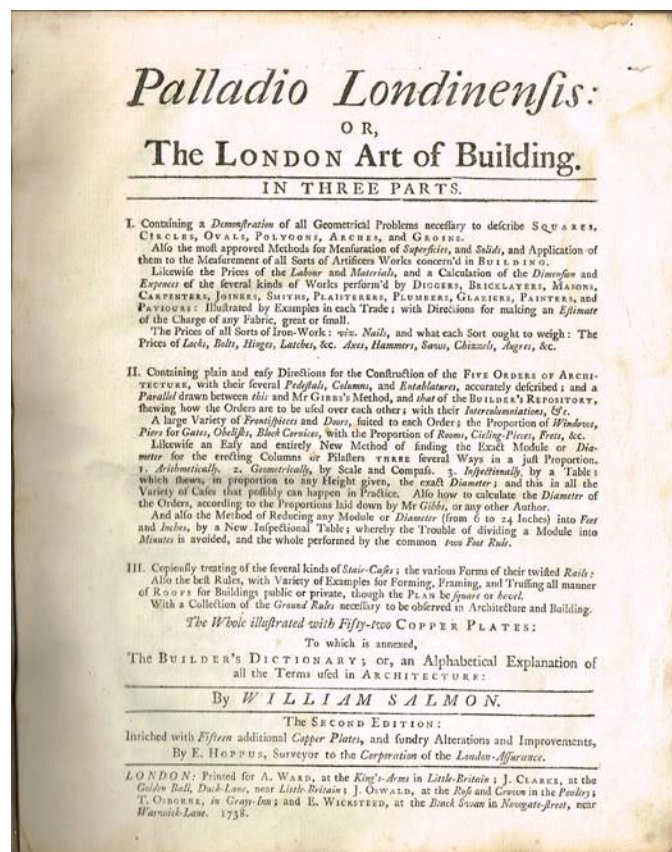 Palladio Londinenſis:
OR,
The LONDON Art of Building.
IN THREE PARTS.
I. Containing a Demonſtration of all Geometrical Problems neceſſary to deſcribe SQUARES,
CIRCLES, OVALS, POLYGONS, ARCHES, and GROINS.
Alſo the moſt approved Methods for Menſuration of Superficies, and Solids, and Application of
them to the Meaſurement of all Sorts of Artificers Works concern'd in BUILDING.
Likewiſe the Prices of the Labour and Materials, and a Calculation of the Dimenſion and
Expences of the ſeveral kinds of Works perform'd by DIGGERS, BRICKLAYERS, MASONS,
CARPENTERS, JOINERS, SMITHS, PLAISTERERS, PLUMBERS, GLAZIERS, PAINTERS, and
PAVIOURS: Illuſtrated by Examples in each Trade; with Directions for making an Eſtimate
of the Charge of any Fabric, great or ſmall.
The Prices of all Sorts of Iron-Work: viz. Nails, and what each Sort ought to weigh: The
Prices of Locks, Bolts, Hinges, Latches, &c. Axes, Hammers, Saws, Chizzels, Augres, &c.
II. Containing plain and eaſy Directions for the Conſtruction of the FIVE ORDERS OF ARCHI-
TECTURE, with their ſeveral Pedeſtals, Columns, and Entablatures, accurately deſcribed; and a
Parallel drawn between this and Mr GIBBS's Method, and that of the BUILDER'S REPOSITORY,
ſhewing how the Orders are to be uſed over each other; with their Intercolumniations, &c.
A large Variety of Frontiſpieces and Doors, ſuited to each Order; the Proportion of Windows,
Piers for Gates, Obeliſks, Block Cornices, with the Proportion of Rooms, Cieling-Pieces, Frets, &c.
Likewiſe an Eaſy and entirely New Method of finding the Exact Module or Dia-
meter for the erecting Columns or Pilaſters THREE ſeveral Ways in a juſt Proportion.
1. Arithmetically, 2. Geometrically, by Scale and Compaſs. 3. Inſpectionally, by a Table:
which ſhews, in proportion to any Height given, the exact Diameter; and this in all the
Variety of Caſes that poſſibly can happen in Practice. Alſo how to calculate the Diameter of
the Orders, according to the Proportions laid down by Mr Gibbs, or any other Author.
And alſo the Method of Reducing any Module or Diameter (from 6 to 24 Inches) into Feet
and Inches, by a New Inſpectional Table; whereby the Trouble of dividing a Module into
Minutes is avoided, and the whole performed by the common two Foot Rule.
III. Copiouſly treating of the ſeveral kinds of Stair-Caſes; the various Forms of their twiſted Rails:
Alſo the beſt Rules, with Variety of Examples for Forming, Framing, and Truſſing all manner
of ROOFS for Buildings public or private, though the PLAN be ſquare or bevel.
With a Collection of the Ground Rules neceſſary to be obſerved in Architecture and Building.
The Whole illuſtrated with Fifty-two COPPER PLATES:
To which is annexed,
The BUILDER'S DICTIONARY; or, an Alphabetical Explanation of
all the Terms uſed in ARCHITECTURE:
By WILLIAM SALMON.
The SECOND EDITION:
Inriched with Fifteen additional Copper Plates, and ſundry Alterations and Improvements,
By E. HOPPUS, Surveyor to the Corporation of the London-Aſſurance.
LONDON: Printed for A. WARD, at the King's-Arms in Little-Britain; J. CLARKE, at the
Golden Ball, Duck-Lane, near Little-Britain; J. OSWALD, at the Roſe and Crown in the Poultry;
T. OSBORNE, in Grays-Inn; and E. WICKSTEED, at the Black Swan in Newgate-ſtreet, near
Warwick-Lane. 1738.